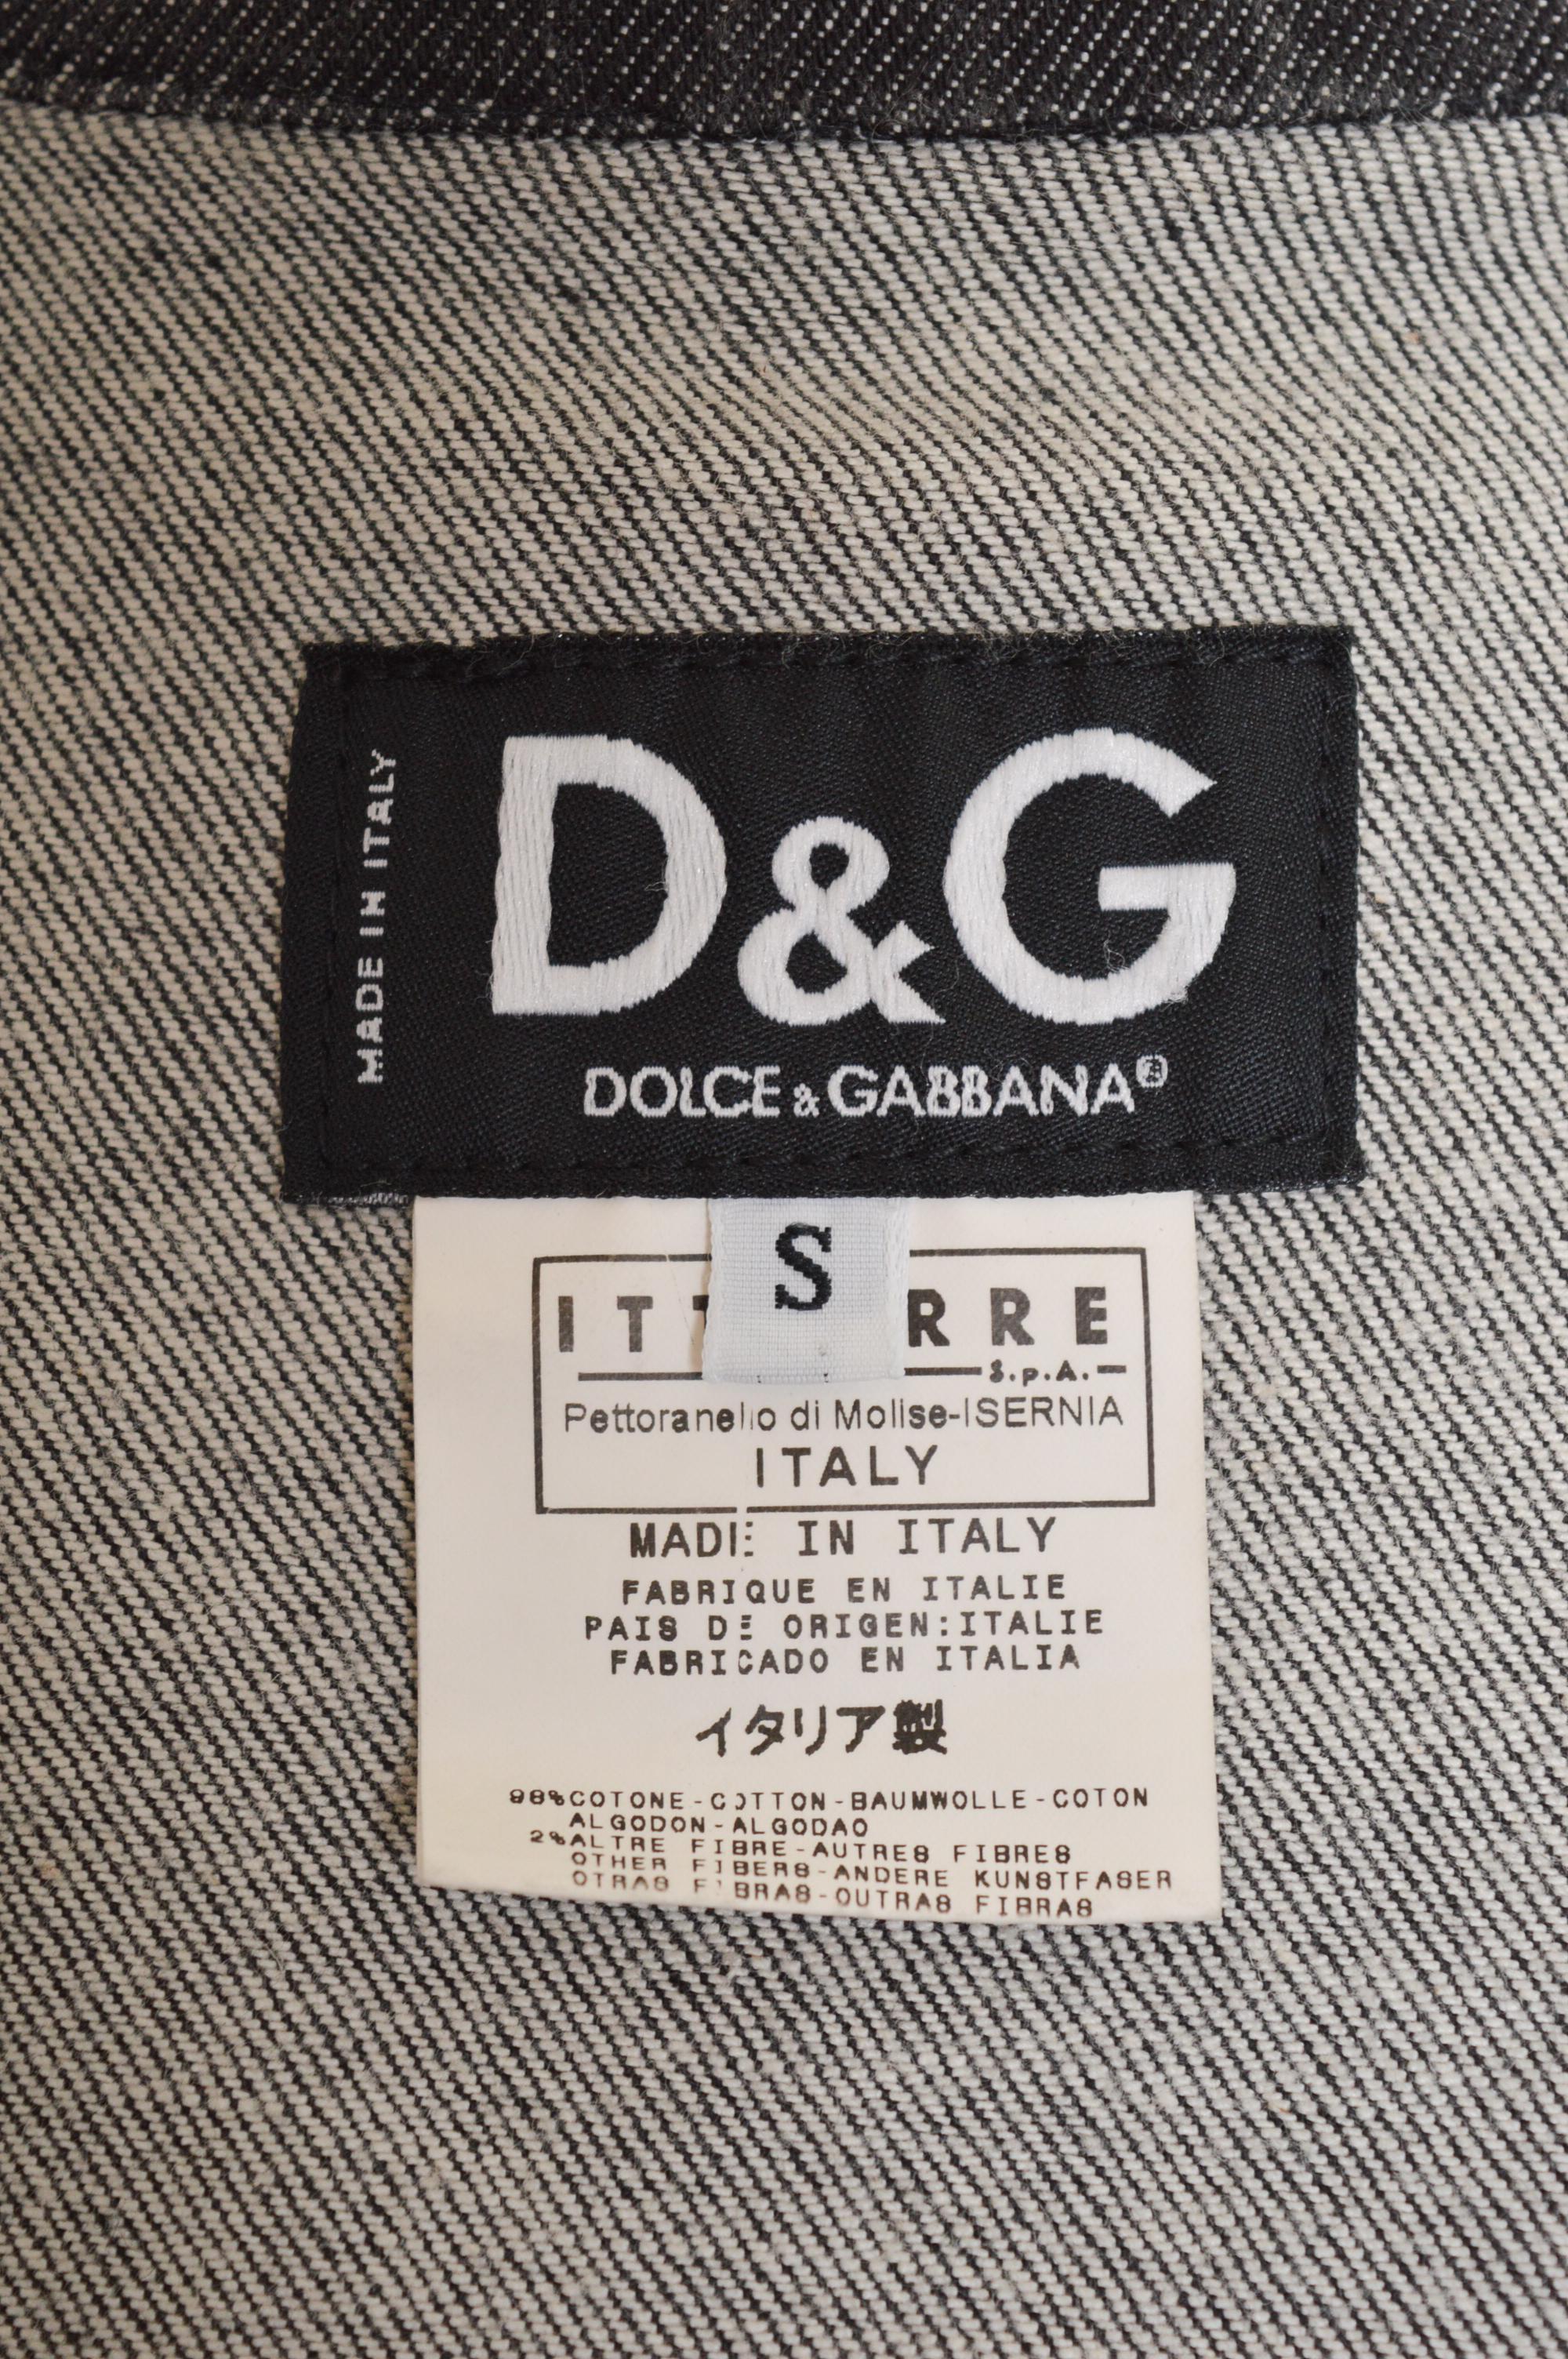 MADE IN ITALY
D&G
DOLCE & GABBANA®
S
S.p.A.
Pettoranello di Molise-ISERNIA
ITALY
MADE IN ITALY
FABRIQUE EN ITALIE
PAIS DE ORIGEN:ITALIE
FABRICADO EN ITALIA
イタリア製
98%COTONE-COTTON-BAUMWOLLE-COTON
ALGODON-ALGODAO
2%ALTRE FIBRE-AUTRES FIBRES
OTHER FIBERS-ANDERE KUNSTFASER
OTRAS FIBRAS-OUTRAS FIBRAS